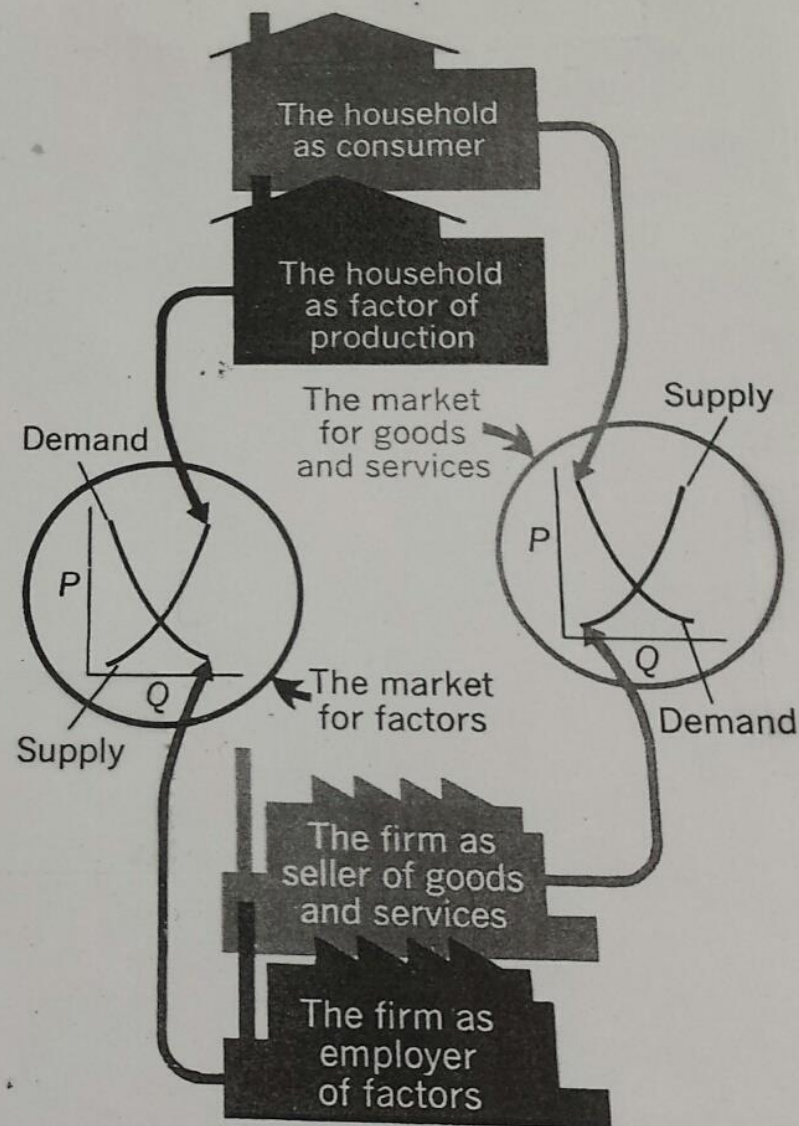 The household
as consumer
The household
as factor of
production
The market
for goods
and services
Supply
Demand
P
Q
P
Q
The market
for factors
Demand
Supply
The firm as
seller of goods
and services
The firm as
employer
of factors